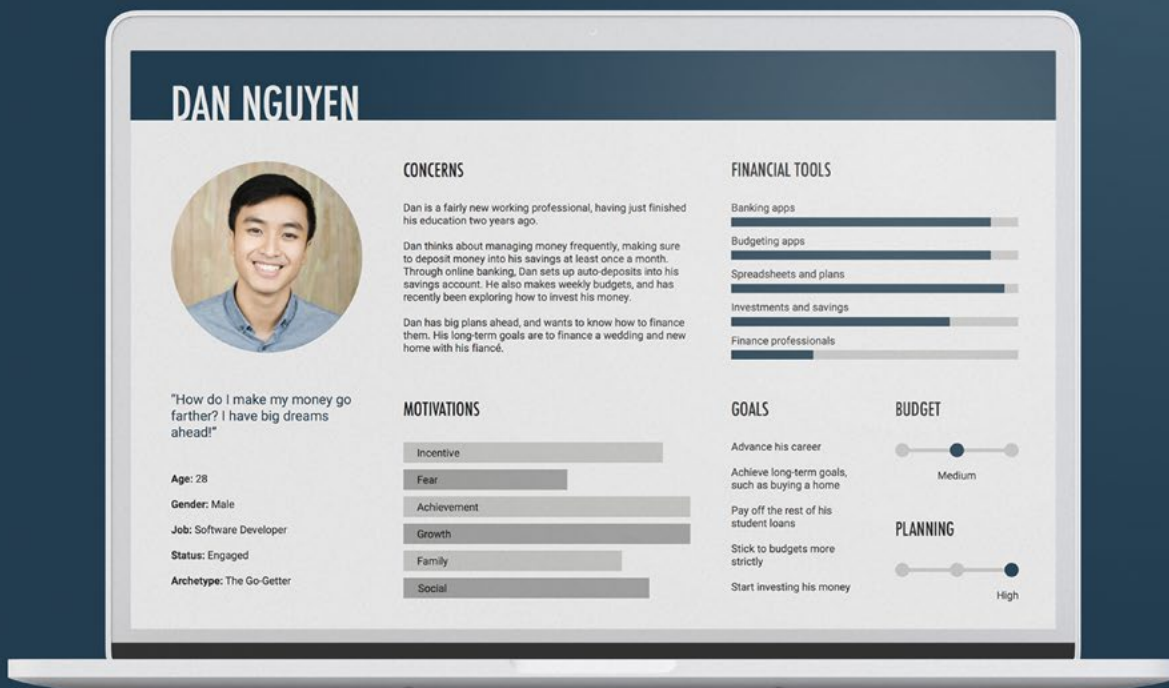 DAN NGUYEN
"How do I make my money go
farther? I have big dreams
ahead!"
Age: 28
Gender: Male
Job: Software Developer
Status: Engaged
Archetype: The Go-Getter
CONCERNS
Dan is a fairly new working professional, having just finished
his education two years ago.
Dan thinks about managing money frequently, making sure
to deposit money into his savings at least once a month.
Through online banking, Dan sets up auto-deposits into his
savings account. He also makes weekly budgets, and has
recently been exploring how to invest his money.
Dan has big plans ahead, and wants to know how to finance
them. His long-term goals are to finance a wedding and new
home with his fiancé.
MOTIVATIONS
Incentive
Fear
Achievement
Growth
Family
Social
FINANCIAL TOOLS
Banking apps
Budgeting apps
Spreadsheets and plans
Investments and savings
Finance professionals
GOALS
Advance his career
Achieve long-term goals,
such as buying a home
Pay off the rest of his
student loans
Stick to budgets more
strictly
Start investing his money
BUDGET
Medium
PLANNING
High